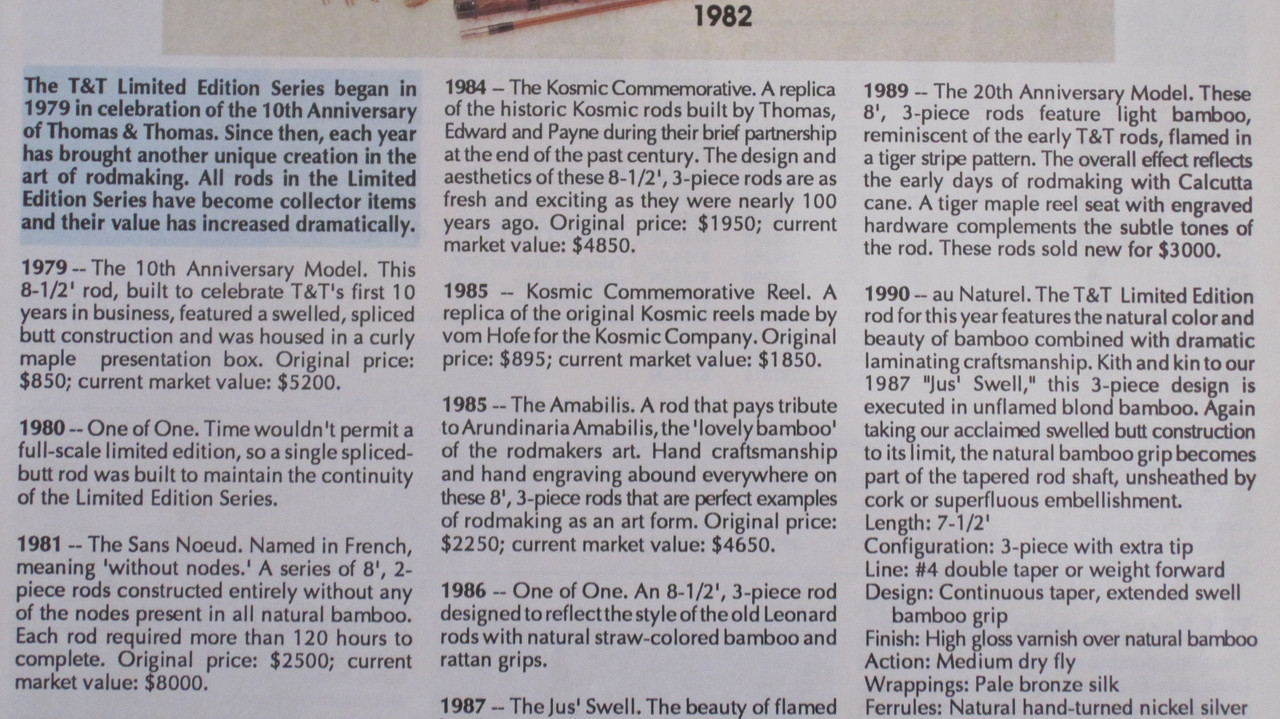 1982
The T&T Limited Edition Series began in
1979 in celebration of the 10th Anniversary
of Thomas & Thomas. Since then, each year
has brought another unique creation in the
art of rodmaking. All rods in the Limited
Edition Series have become collector items
and their value has increased dramatically.
1979 -- The 10th Anniversary Model. This
8-1/2' rod, built to celebrate T&T's first 10
years in business, featured a swelled, spliced
butt construction and was housed in a curly
maple presentation box. Original price:
$850; current market value: $5200.
1980 -- One of One. Time wouldn't permit a
full-scale limited edition, so a single spliced-
butt rod was built to maintain the continuity
of the Limited Edition Series.
1981 -- The Sans Noeud. Named in French,
meaning 'without nodes.' A series of 8', 2-
piece rods constructed entirely without any
of the nodes present in all natural bamboo.
Each rod required more than 120 hours to
complete. Original price: $2500; current
market value: $8000.
1984 -- The Kosmic Commemorative. A replica
of the historic Kosmic rods built by Thomas,
Edward and Payne during their brief partnership
at the end of the past century. The design and
aesthetics of these 8-1/2', 3-piece rods are as
fresh and exciting as they were nearly 100
years ago. Original price: $1950; current
market value: $4850.
1985 -- Kosmic Commemorative Reel. A
replica of the original Kosmic reels made by
vom Hofe for the Kosmic Company. Original
price: $895; current market value: $1850.
1985 -- The Amabilis. A rod that pays tribute
to Arundinaria Amabilis, the 'lovely bamboo'
of the rodmakers art. Hand craftsmanship
and hand engraving abound everywhere on
these 8', 3-piece rods that are perfect examples
of rodmaking as an art form. Original price:
$2250; current market value: $4650.
1986 -- One of One. An 8-1/2', 3-piece rod
designed to reflect the style of the old Leonard
rods with natural straw-colored bamboo and
rattan grips.
1987 -- The Jus' Swell. The beauty of flamed
1989 -- The 20th Anniversary Model. These
8', 3-piece rods feature light bamboo,
reminiscent of the early T&T rods, flamed in
a tiger stripe pattern. The overall effect reflects
the early days of rodmaking with Calcutta
cane. A tiger maple reel seat with engraved
hardware complements the subtle tones of
the rod. These rods sold new for $3000.
1990 -- au Naturel. The T&T Limited Edition
rod for this year features the natural color and
beauty of bamboo combined with dramatic
laminating craftsmanship. Kith and kin to our
1987 "Jus' Swell," this 3-piece design is
executed in unflamed blond bamboo. Again
taking our acclaimed swelled butt construction
to its limit, the natural bamboo grip becomes
part of the tapered rod shaft, unsheathed by
cork or superfluous embellishment.
Length: 7-1/2'
Configuration: 3-piece with extra tip
Line: #4 double taper or weight forward
Design: Continuous taper, extended swell
bamboo grip
Finish: High gloss varnish over natural bamboo
Action: Medium dry fly
Wrappings: Pale bronze silk
Ferrules: Natural hand-turned nickel silver